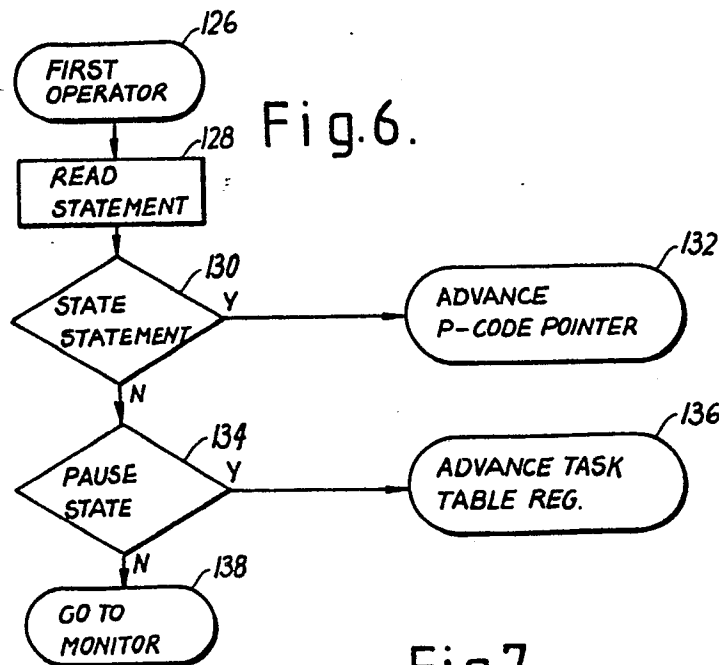 126
FIRST
OPERATOR
Fig.6.
128
READ
STATEMENT
130
STATE
STATEMENT
Y
132
ADVANCE
P-CODE POINTER
N
134
PAUSE
STATE
Y
136
ADVANCE TASK
TABLE REG.
N
138
GO TO
MONITOR
Fig.7